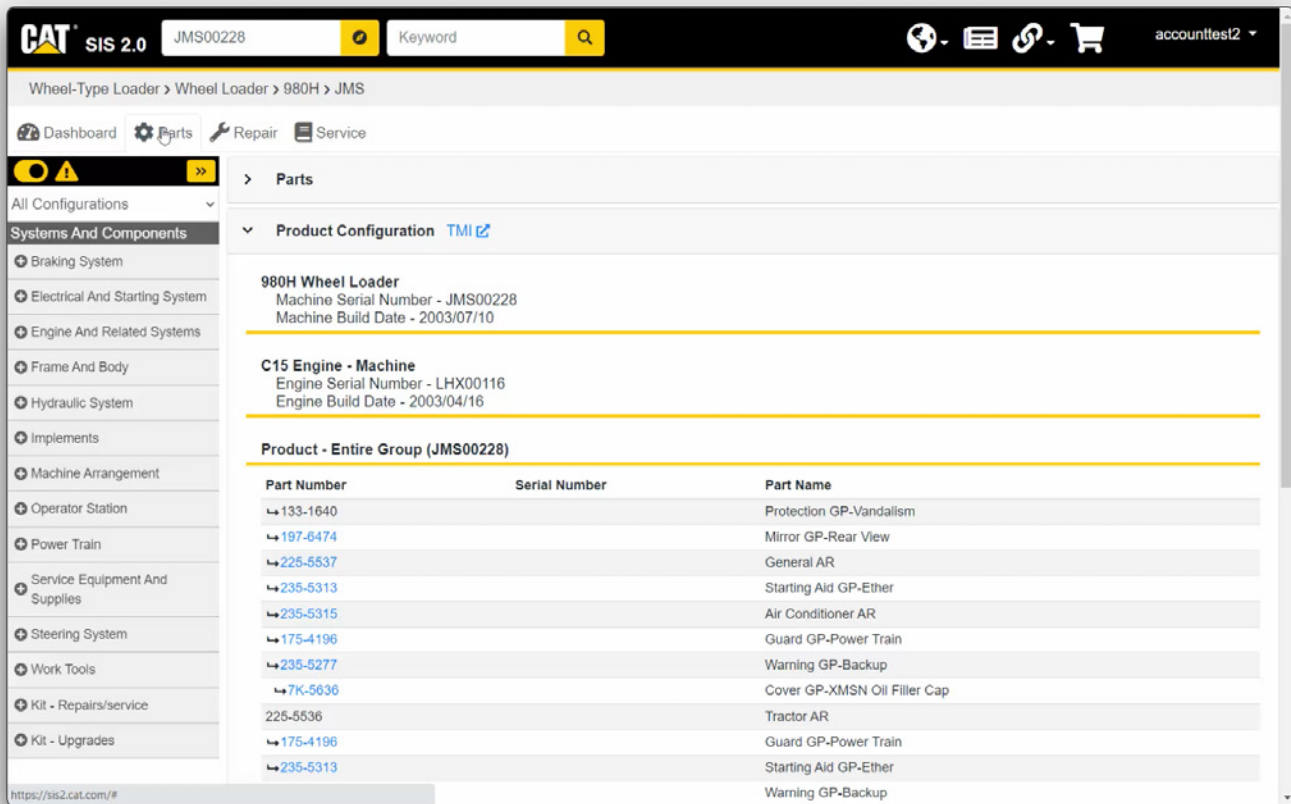 CAT SIS 2.0 JMS00228 Keyword accounttest2
Wheel-Type Loader > Wheel Loader > 980H > JMS
Dashboard Parts Repair Service
All Configurations
Systems And Components
Braking System
Electrical And Starting System
Engine And Related Systems
Frame And Body
Hydraulic System
Implements
Machine Arrangement
Operator Station
Power Train
Service Equipment And
Supplies
Steering System
Work Tools
Kit - Repairs/service
Kit - Upgrades
Parts
Product Configuration TMI
980H Wheel Loader
Machine Serial Number - JMS00228
Machine Build Date - 2003/07/10
C15 Engine - Machine
Engine Serial Number - LHX00116
Engine Build Date - 2003/04/16
Product - Entire Group (JMS00228)
Part Number Serial Number Part Name
133-1640 Protection GP-Vandalism
197-6474 Mirror GP-Rear View
225-5537 General AR
235-5313 Starting Aid GP-Ether
235-5315 Air Conditioner AR
175-4196 Guard GP-Power Train
235-5277 Warning GP-Backup
7K-5636 Cover GP-XMSN Oil Filler Cap
225-5536 Tractor AR
175-4196 Guard GP-Power Train
235-5313 Starting Aid GP-Ether
Warning GP-Backup
https://sis2.cat.com/#